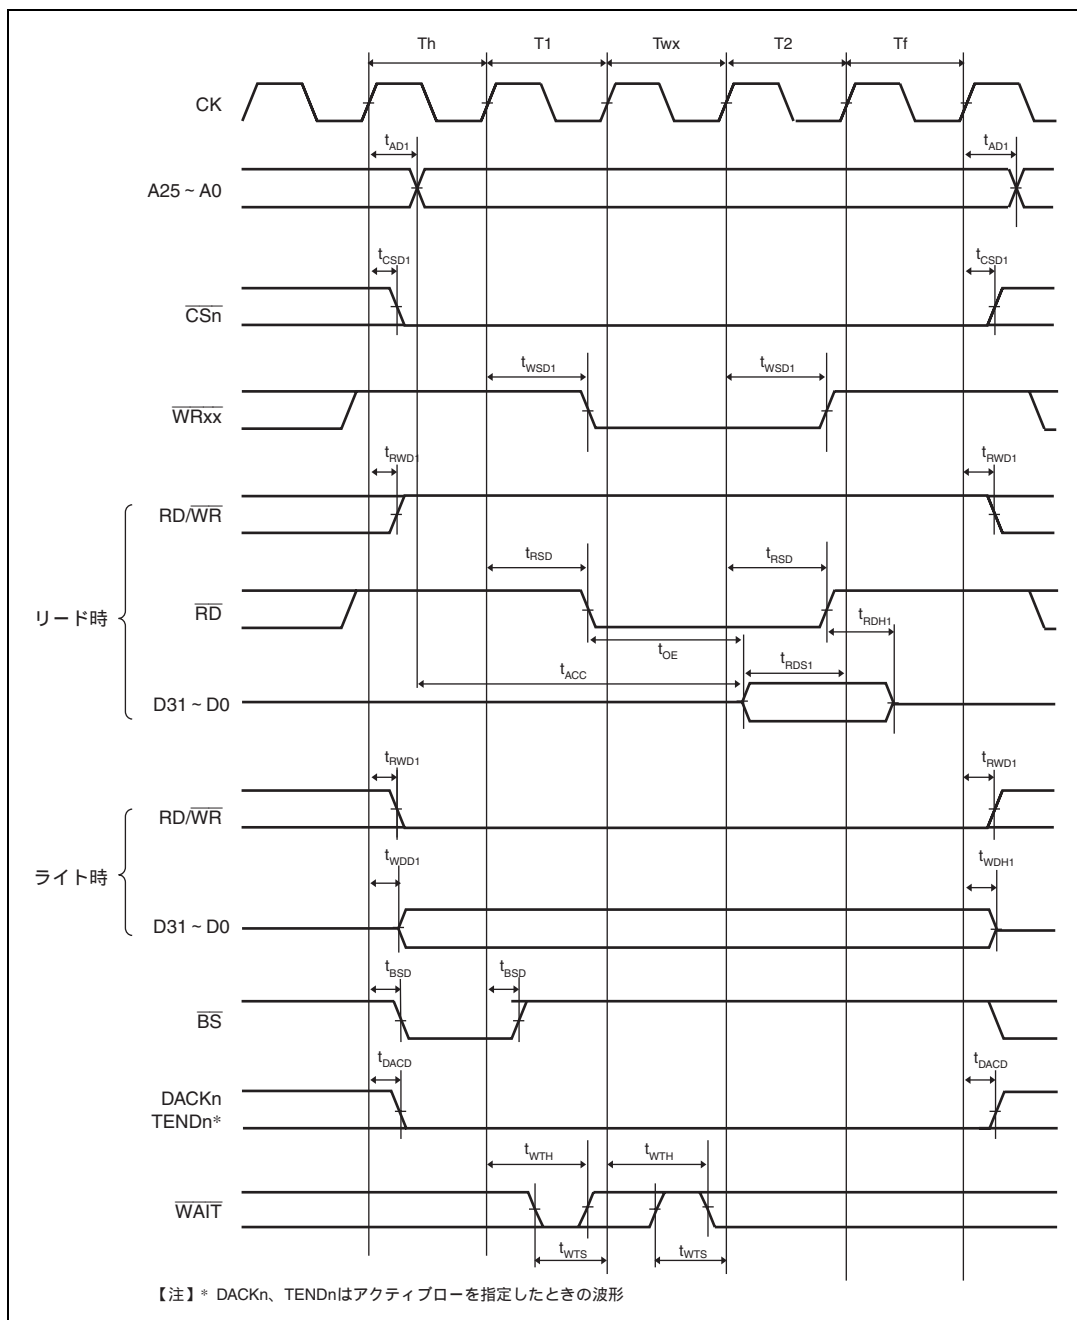 Th T1 Twx T2 Tf
CK
tAD1 tAD1
A25 ~ A0
tCSD1 tCSD1
CSn
tWSD1 tWSD1
WRxx
tRWD1 tRWD1
RD/WR
tRSD tRSD
RD
リード時
tRDH1
tOE
tRDS1
tACC
D31 ~ D0
tRWD1 tRWD1
RD/WR
tWDD1 tWDH1
ライト時
D31 ~ D0
tBSD tBSD
BS
tDACD tDACD
DACKn
TENDn*
tWTH tWTH
WAIT
tWTS tWTS
【注】* DACKn、TENDnはアクティブローを指定したときの波形